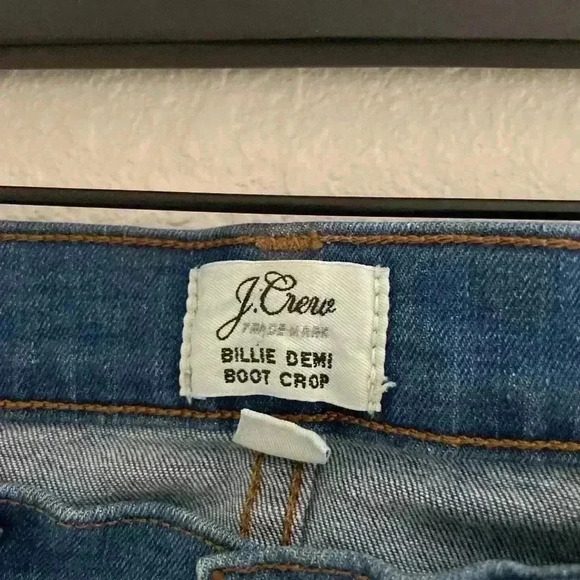 J.Crew
TRADEMARK
BILLIE DEMI
BOOT CROP